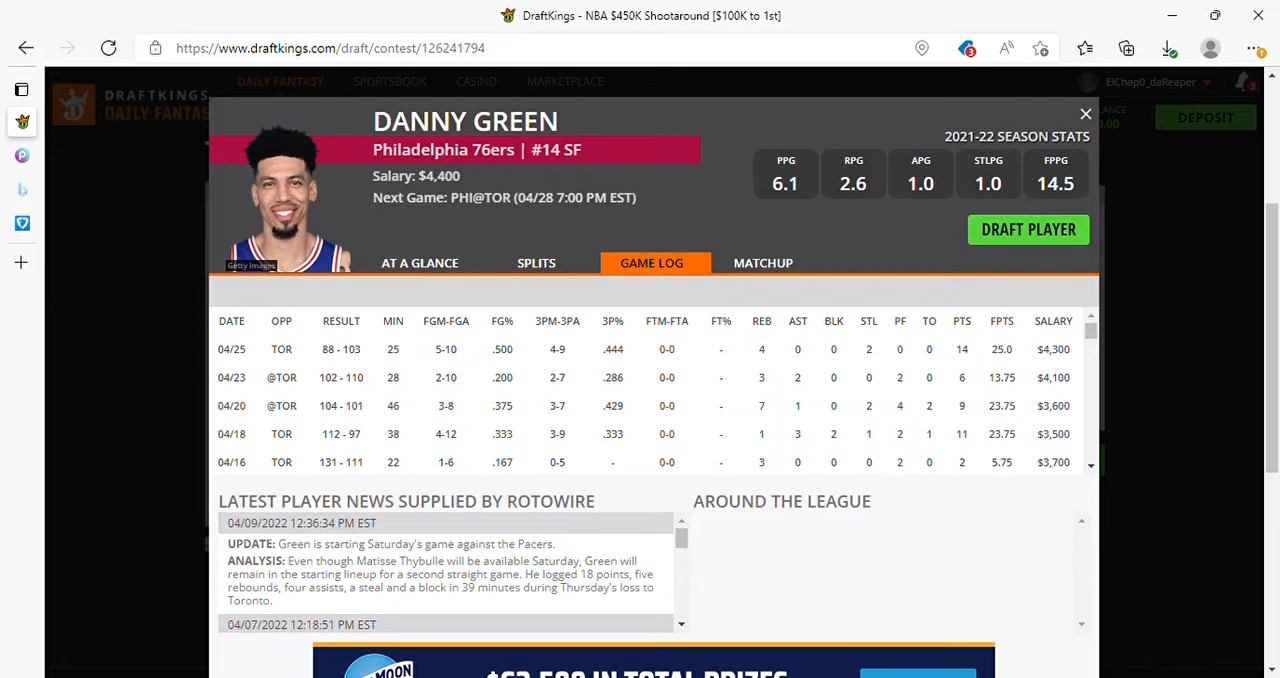 DraftKings - NBA $450K Shootaround [$100K to 1st]
https://www.draftkings.com/draft/contest/126241794
3
DRAFTKINGS
DAILY FANTAS
DAILY FANTASY SPORTSBOOK CASINO MARKETPLACE
ElChap0_daReaper
3
DEPOSIT
DANNY GREEN
Philadelphia 76ers | #14 SF
Salary: $4,400
Next Game: PHI@TOR (04/28 7:00 PM EST)
2021-22 SEASON STATS
PPG RPG APG STLPG FPPG
6.1 2.6 1.0 1.0 14.5
DRAFT PLAYER
Getty Images
AT A GLANCE SPLITS GAME LOG MATCHUP
DATE OPP RESULT MIN FGM-FGA FG% 3PM-3PA 3P% FTM-FTA FT% REB AST BLK STL PF TO PTS FPTS SALARY
04/25 TOR 88 - 103 25 5-10 .500 4-9 .444 0-0 - 4 0 0 2 0 0 14 25.0 $4,300
04/23 @TOR 102 - 110 28 2-10 .200 2-7 .286 0-0 - 3 2 0 0 2 0 6 13.75 $4,100
04/20 @TOR 104 - 101 46 3-8 .375 3-7 .429 0-0 - 7 1 0 2 4 2 9 23.75 $3,600
04/18 TOR 112 - 97 38 4-12 .333 3-9 .333 0-0 - 1 3 2 1 2 1 11 23.75 $3,500
04/16 TOR 131 - 111 22 1-6 .167 0-5 - 0-0 - 3 0 0 0 2 0 2 5.75 $3,700
LATEST PLAYER NEWS SUPPLIED BY ROTOWIRE
04/09/2022 12:36:34 PM EST
UPDATE: Green is starting Saturday's game against the Pacers.
ANALYSIS: Even though Matisse Thybulle will be available Saturday, Green will
remain in the starting lineup for a second straight game. He logged 18 points, five
rebounds, four assists, a steal and a block in 39 minutes during Thursday's loss to
Toronto.
04/07/2022 12:18:51 PM EST
AROUND THE LEAGUE
MOON
$62,500 IN TOTAL PRIZES